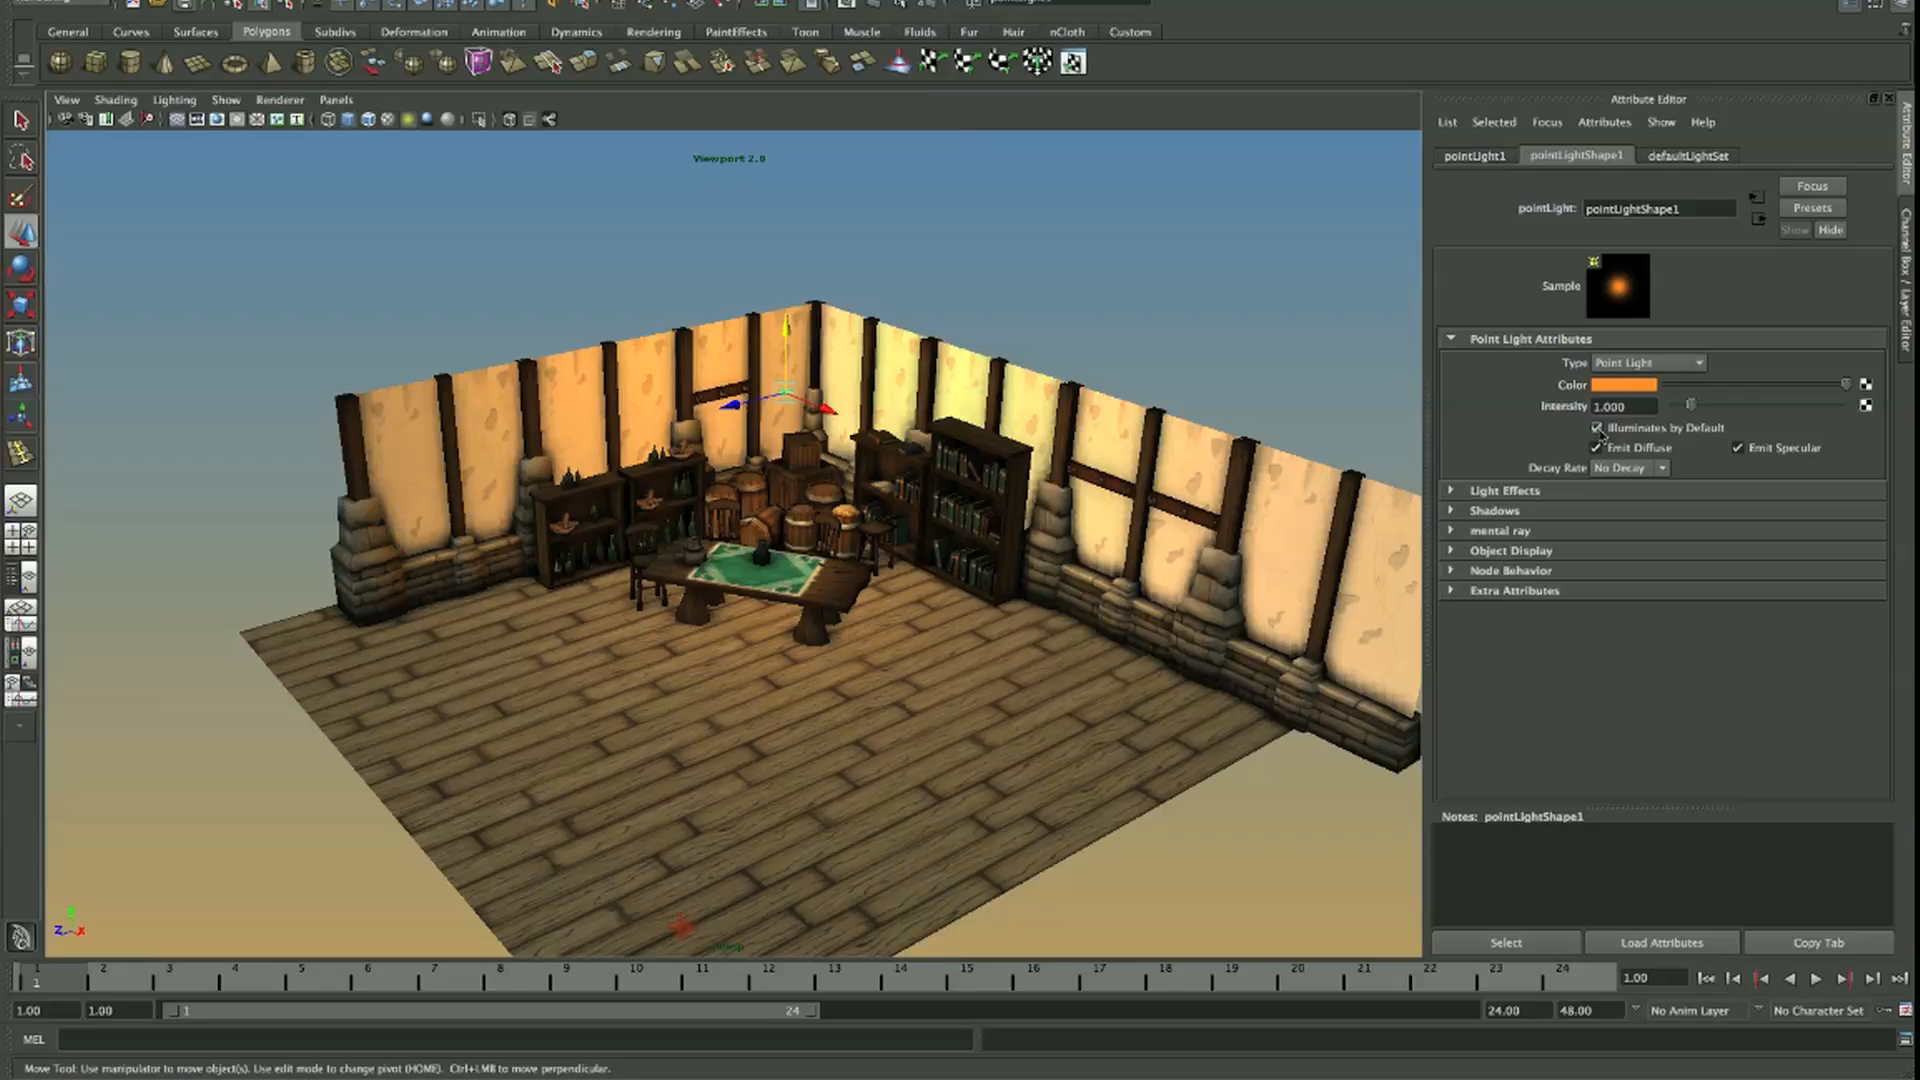 General Curves Surfaces Polygons Subdivs Deformation Animation Dynamics Rendering PaintEffects Toon Muscle Fluids Fur Hair nCloth Custom
View Shading Lighting Show Renderer Panels
Attribute Editor
List Selected Focus Attributes Show Help
Viewport 2.0
pointLight1 pointLightShape1 defaultLightSet
Focus
pointLight: pointLightShape1
Presets
Show Hide
Sample
Point Light Attributes
Type Point Light
Color
Intensity 1.000
Illuminates by Default
Emit Diffuse Emit Specular
Decay Rate No Decay
Light Effects
Shadows
mental ray
Object Display
Node Behavior
Extra Attributes
Notes: pointLightShape1
Select Load Attributes Copy Tab
Attribute Editor
Channel Box / Layer Editor
Z X
1 2 3 4 5 6 7 8 9 10 11 12 13 14 15 16 17 18 19 20 21 22 23 24
1
1.00
1.00 1.00 1 24 24.00 48.00 No Anim Layer No Character Set
MEL
Move Tool: Use manipulator to move object(s). Use edit mode to change pivot (HOME). Ctrl+LMB to move perpendicular.